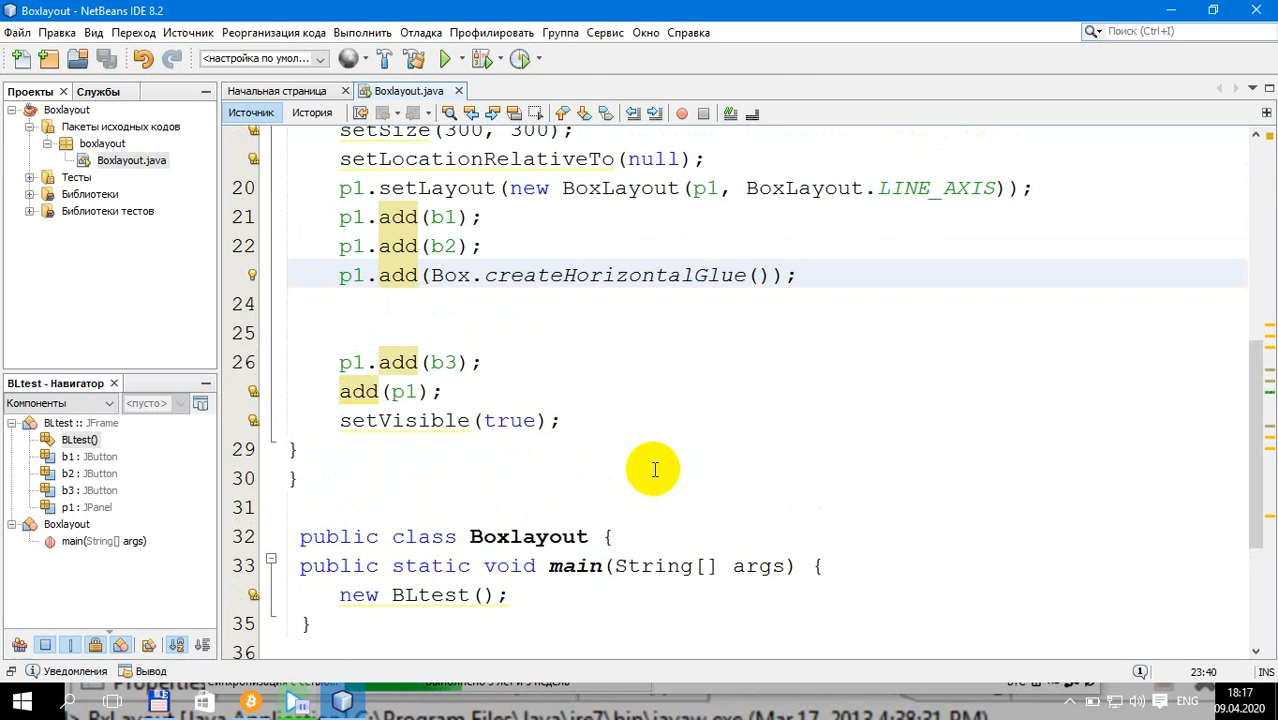 Boxlayout - NetBeans IDE 8.2
Файл Правка Вид Переход Источник Реорганизация кода Выполнить Отладка Профилировать Группа Сервис Окно Справка
Поиск (Ctrl+I)
<настройка по умол...
Проекты Службы
Начальная страница Boxlayout.java
Источник История
Boxlayout
Пакеты исходных кодов
boxlayout
Boxlayout.java
Тесты
Библиотеки
Библиотеки тестов
setSize(300, 300);
setLocationRelativeTo(null);
20 p1.setLayout(new BoxLayout(p1, BoxLayout.LINE_AXIS));
21 p1.add(b1);
22 p1.add(b2);
p1.add(Box.createHorizontalGlue());
24
25
26 p1.add(b3);
add(p1);
setVisible(true);
29 }
30 }
31
32 public class Boxlayout {
33 public static void main(String[] args) {
new BLtest();
35 }
36
BLtest - Навигатор
Компоненты <пусто>
BLtest :: JFrame
BLtest()
b1 : JButton
b2 : JButton
b3 : JButton
p1 : JPanel
Boxlayout
main(String[] args)
Уведомления Вывод
1
23:40 INS
ENG
18:17
09.04.2020